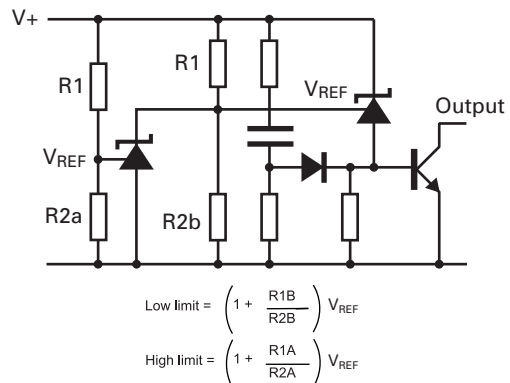 V+
R1
R1
VREF
Output
VREF
R2a
R2b
Low limit = (1 + R1B / R2B) VREF
High limit = (1 + R1A / R2A) VREF